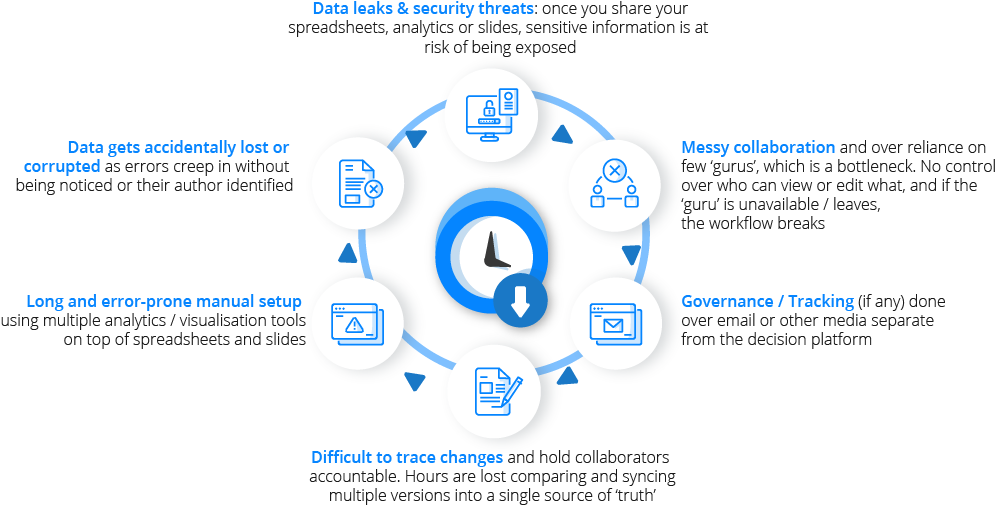 Data leaks & security threats: once you share your
spreadsheets, analytics or slides, sensitive information is at
risk of being exposed
Messy collaboration and over reliance on
few ‘gurus’, which is a bottleneck. No control
over who can view or edit what, and if the
‘guru’ is unavailable / leaves,
the workflow breaks
Governance / Tracking (if any) done
over email or other media separate
from the decision platform
Difficult to trace changes and hold collaborators
accountable. Hours are lost comparing and syncing
multiple versions into a single source of ‘truth’
Long and error-prone manual setup
using multiple analytics / visualisation tools
on top of spreadsheets and slides
Data gets accidentally lost or
corrupted as errors creep in without
being noticed or their author identified